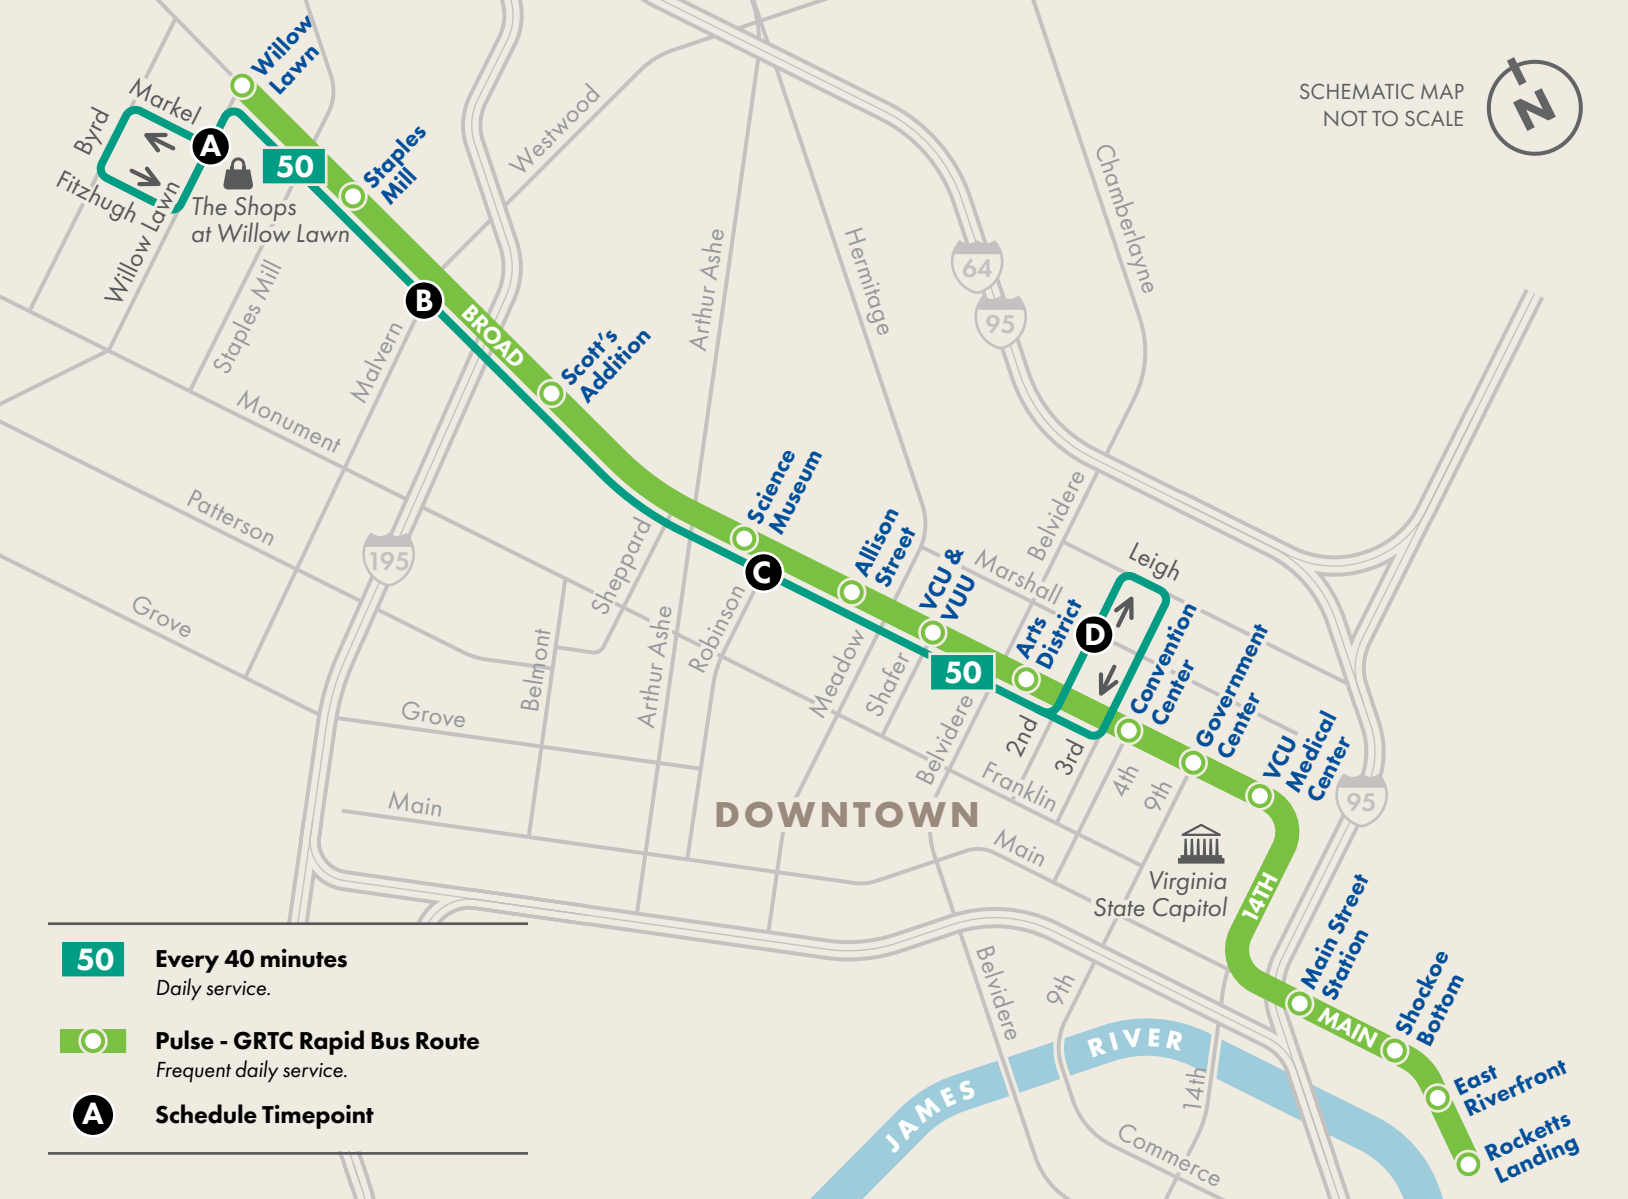 Willow
Lawn
SCHEMATIC MAP
NOT TO SCALE
N
Markel
Byrd
A
50
Fitzhugh
Willow Lawn
The Shops
at Willow Lawn
Staples
Mill
Westwood
Staples Mill
B
BROAD
Malvern
Scott's
Addition
Arthur Ashe
Hermitage
Chamberlayne
64
95
Monument
Patterson
195
Grove
Sheppard
Science
Museum
C
Allison
Street
VCU &
VUU
Belvidere
Marshall
Leigh
Arts
District
D
Convention
Center
Government
Center
VCU
Medical
Center
95
Belmont
Arthur Ashe
Robinson
Meadow
Shafer
50
Belvidere
2nd
3rd
4th
9th
Franklin
Grove
Main
DOWNTOWN
Main
Virginia
State Capitol
14TH
Main Street
Station
MAIN
Shockoe
Bottom
East
Riverfront
Rocketts
Landing
Belvidere
9th
14th
Commerce
JAMES
RIVER
50
Every 40 minutes
Daily service.
Pulse - GRTC Rapid Bus Route
Frequent daily service.
A
Schedule Timepoint